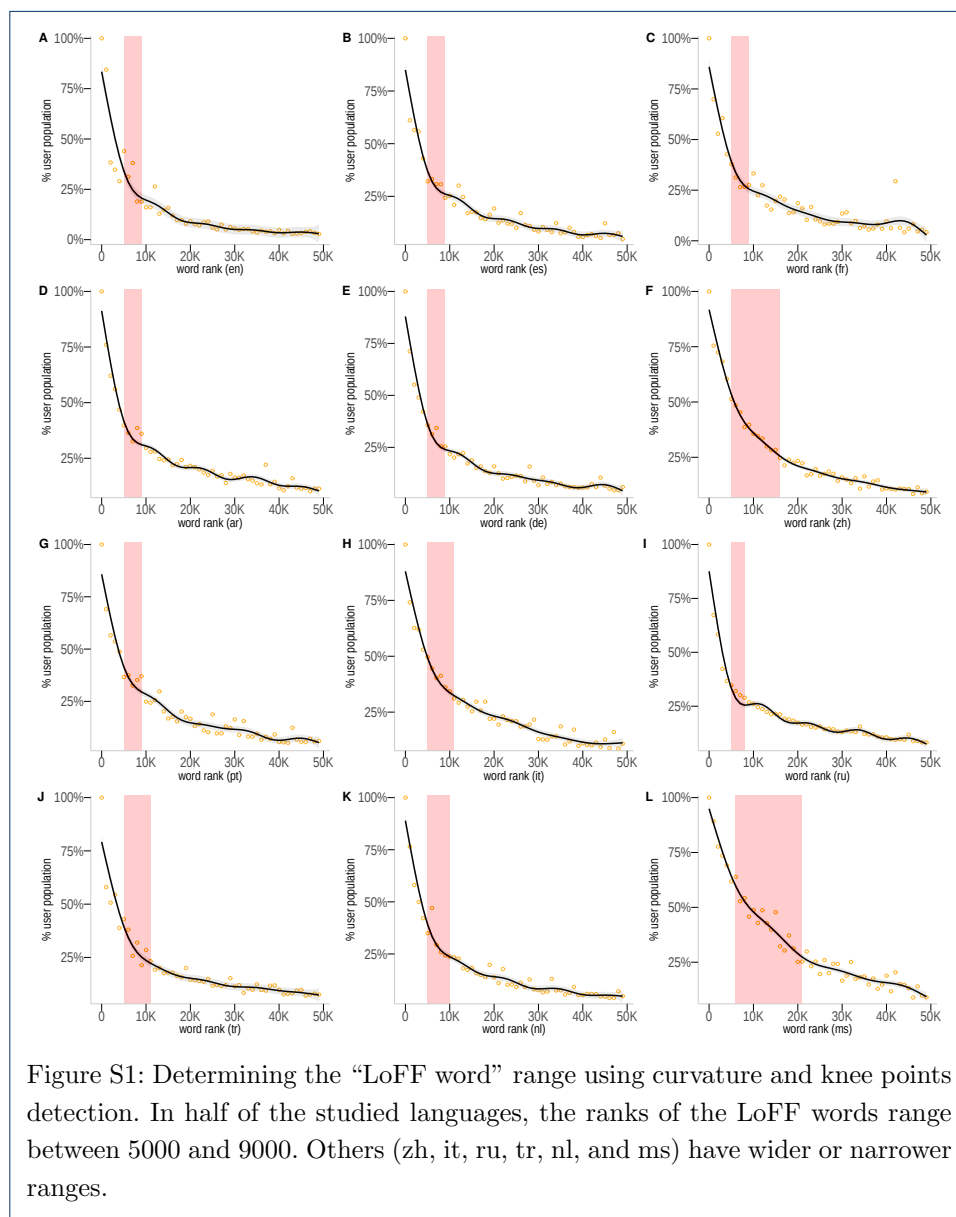 A
100%
75%
50%
25%
0%
% user population
0
10K
20K
30K
40K
50K
word rank (en)
B
100%
75%
50%
25%
% user population
0
10K
20K
30K
40K
50K
word rank (es)
C
100%
75%
50%
25%
0%
% user population
0
10K
20K
30K
40K
50K
word rank (fr)
D
100%
75%
50%
25%
% user population
0
10K
20K
30K
40K
50K
word rank (ar)
E
100%
75%
50%
25%
% user population
0
10K
20K
30K
40K
50K
word rank (de)
F
100%
75%
50%
25%
% user population
0
10K
20K
30K
40K
50K
word rank (zh)
G
100%
75%
50%
25%
% user population
0
10K
20K
30K
40K
50K
word rank (pt)
H
100%
75%
50%
25%
% user population
0
10K
20K
30K
40K
50K
word rank (it)
I
100%
75%
50%
25%
% user population
0
10K
20K
30K
40K
50K
word rank (ru)
J
100%
75%
50%
25%
% user population
0
10K
20K
30K
40K
50K
word rank (tr)
K
100%
75%
50%
25%
% user population
0
10K
20K
30K
40K
50K
word rank (nl)
L
100%
75%
50%
25%
% user population
0
10K
20K
30K
40K
50K
word rank (ms)
Figure S1: Determining the “LoFF word” range using curvature and knee points
detection. In half of the studied languages, the ranks of the LoFF words range
between 5000 and 9000. Others (zh, it, ru, tr, nl, and ms) have wider or narrower
ranges.